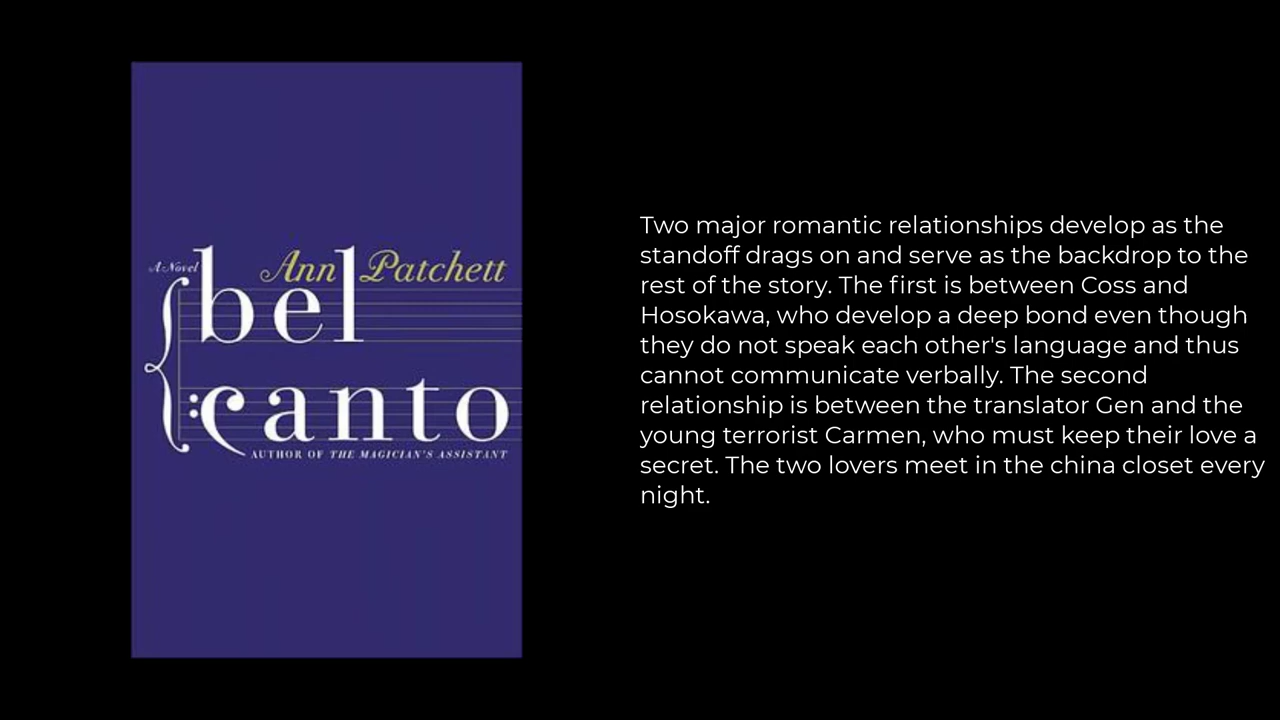 A Novel
Ann Patchett
bel
canto
AUTHOR OF THE MAGICIAN'S ASSISTANT
Two major romantic relationships develop as the
standoff drags on and serve as the backdrop to the
rest of the story. The first is between Coss and
Hosokawa, who develop a deep bond even though
they do not speak each other's language and thus
cannot communicate verbally. The second
relationship is between the translator Gen and the
young terrorist Carmen, who must keep their love a
secret. The two lovers meet in the china closet every
night.